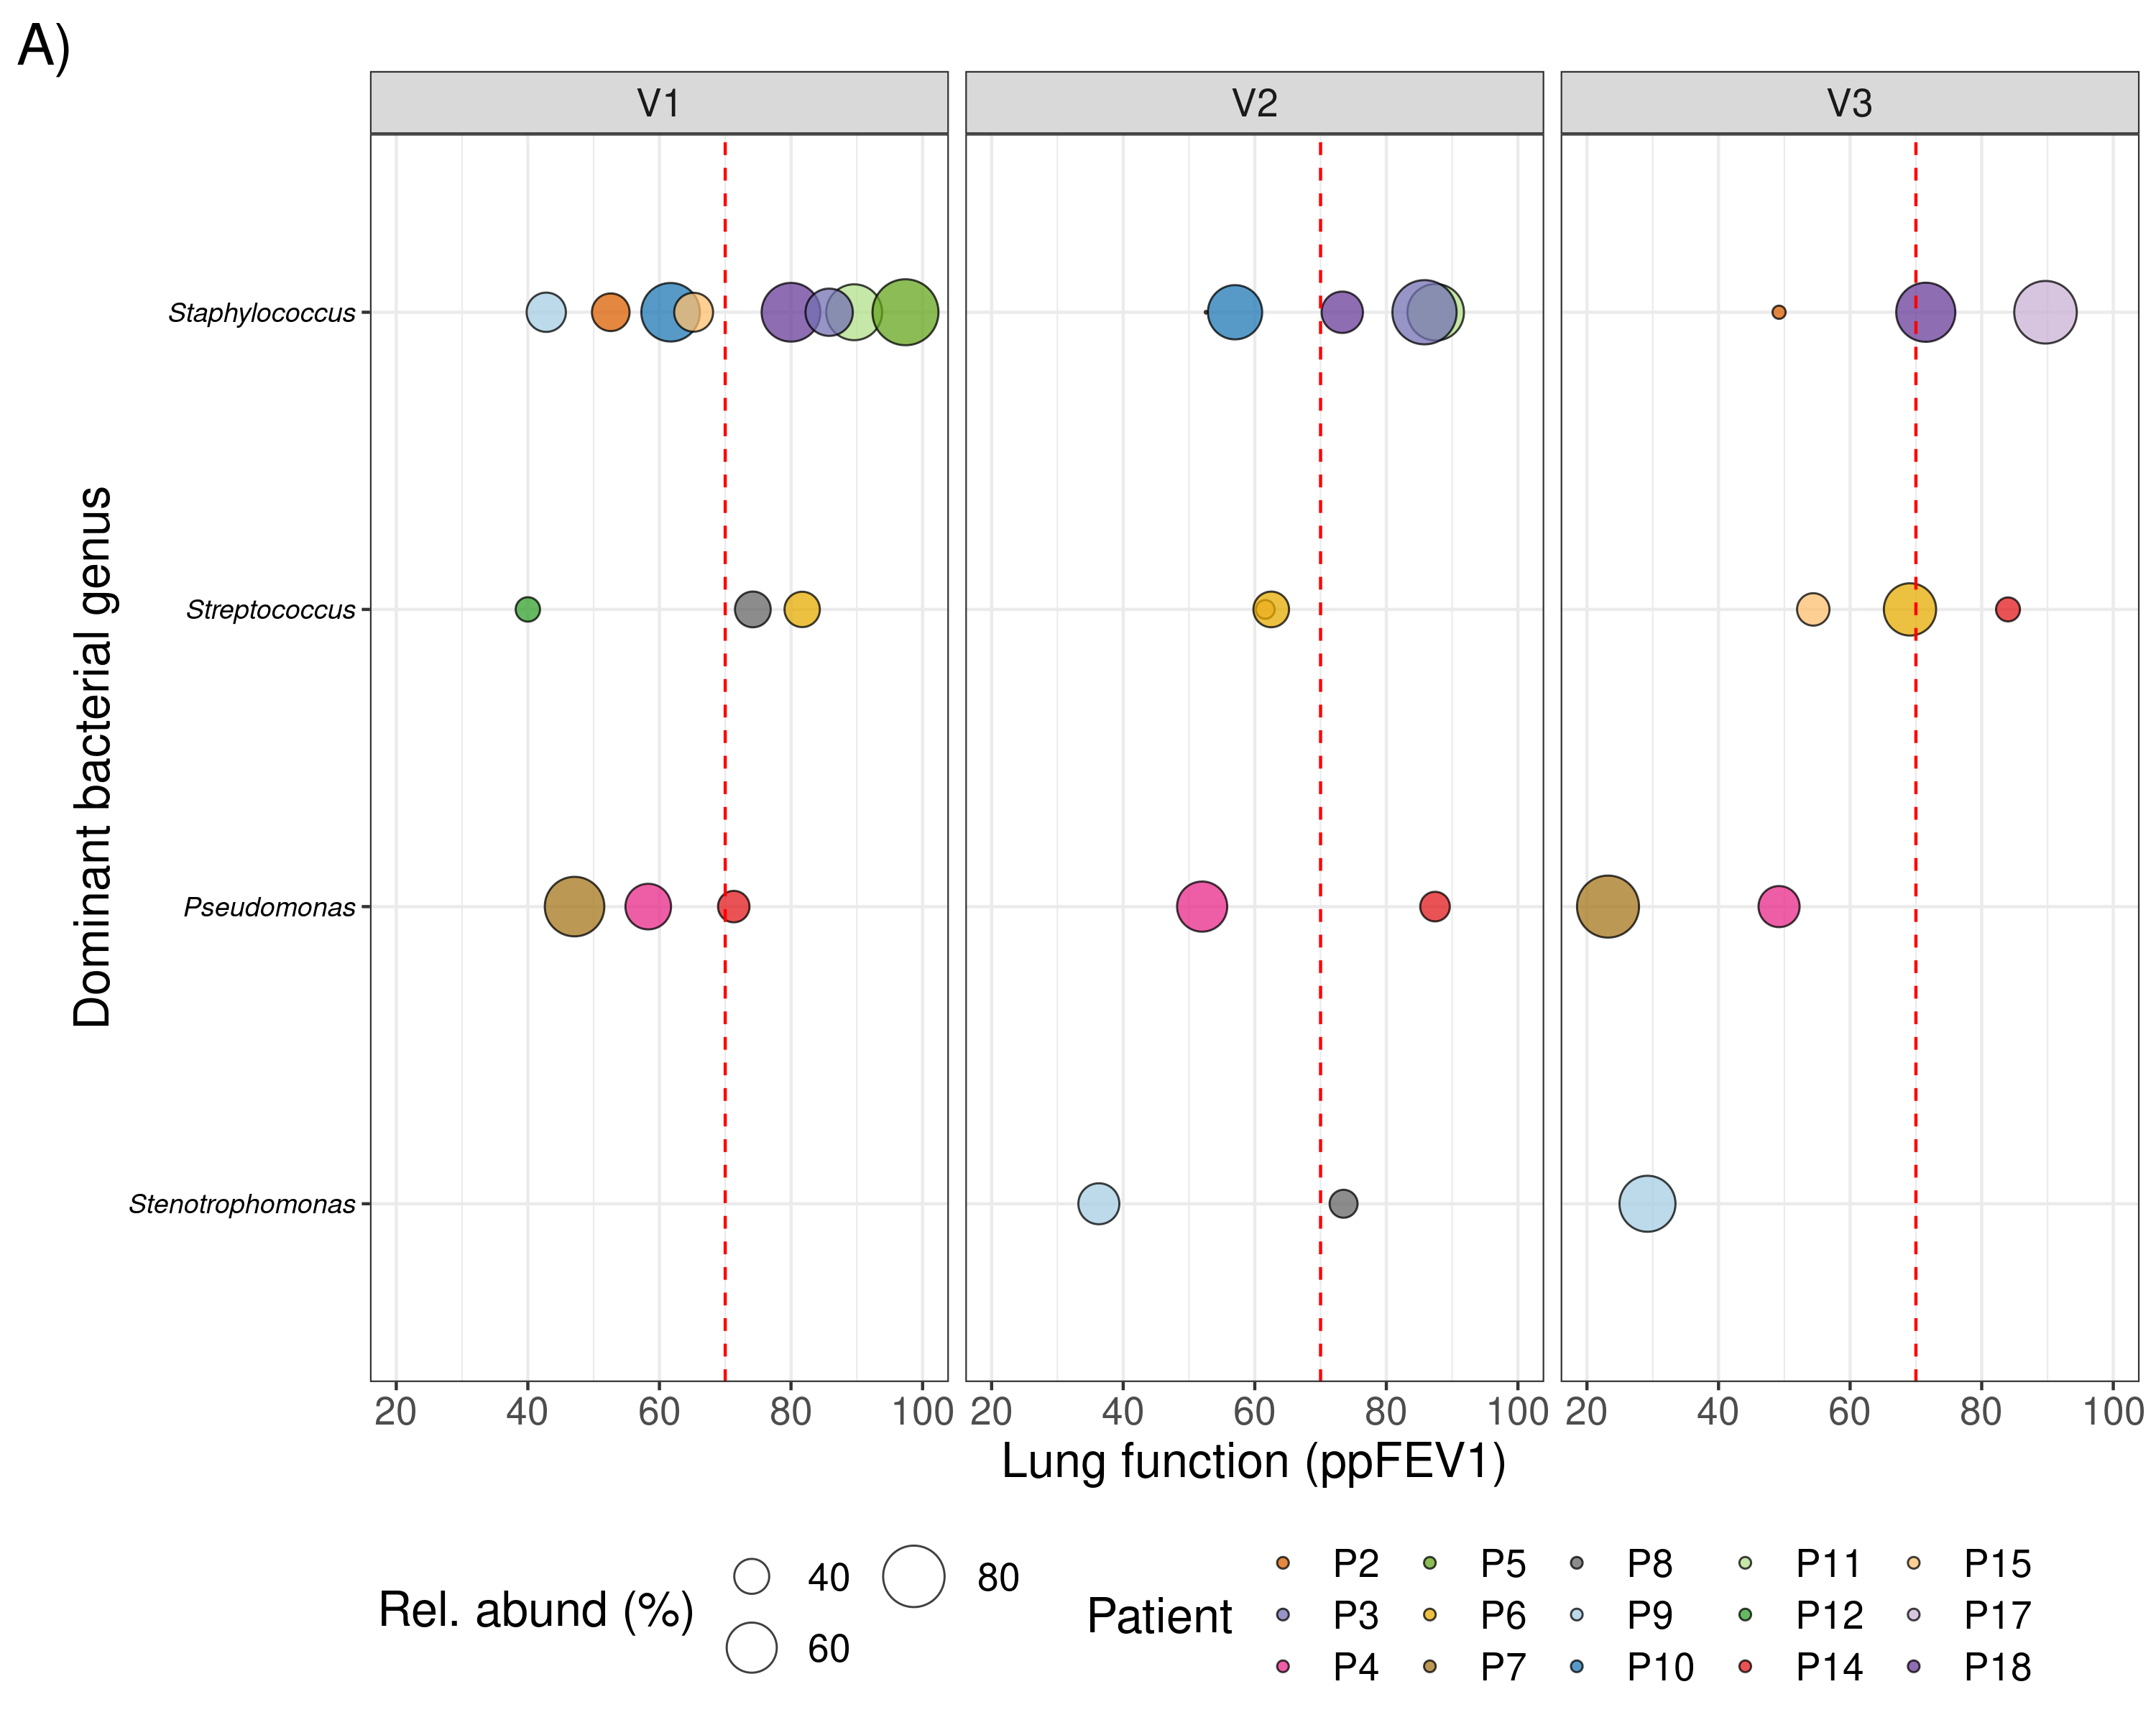 A)
V1 V2 V3
Staphylococcus
Streptococcus
Pseudomonas
Stenotrophomonas
Dominant bacterial genus
20 40 60 80 100 20 40 60 80 100 20 40 60 80 100
Lung function (ppFEV1)
Rel. abund (%)
40 80
60
Patient
P2 P5 P8 P11 P15
P3 P6 P9 P12 P17
P4 P7 P10 P14 P18